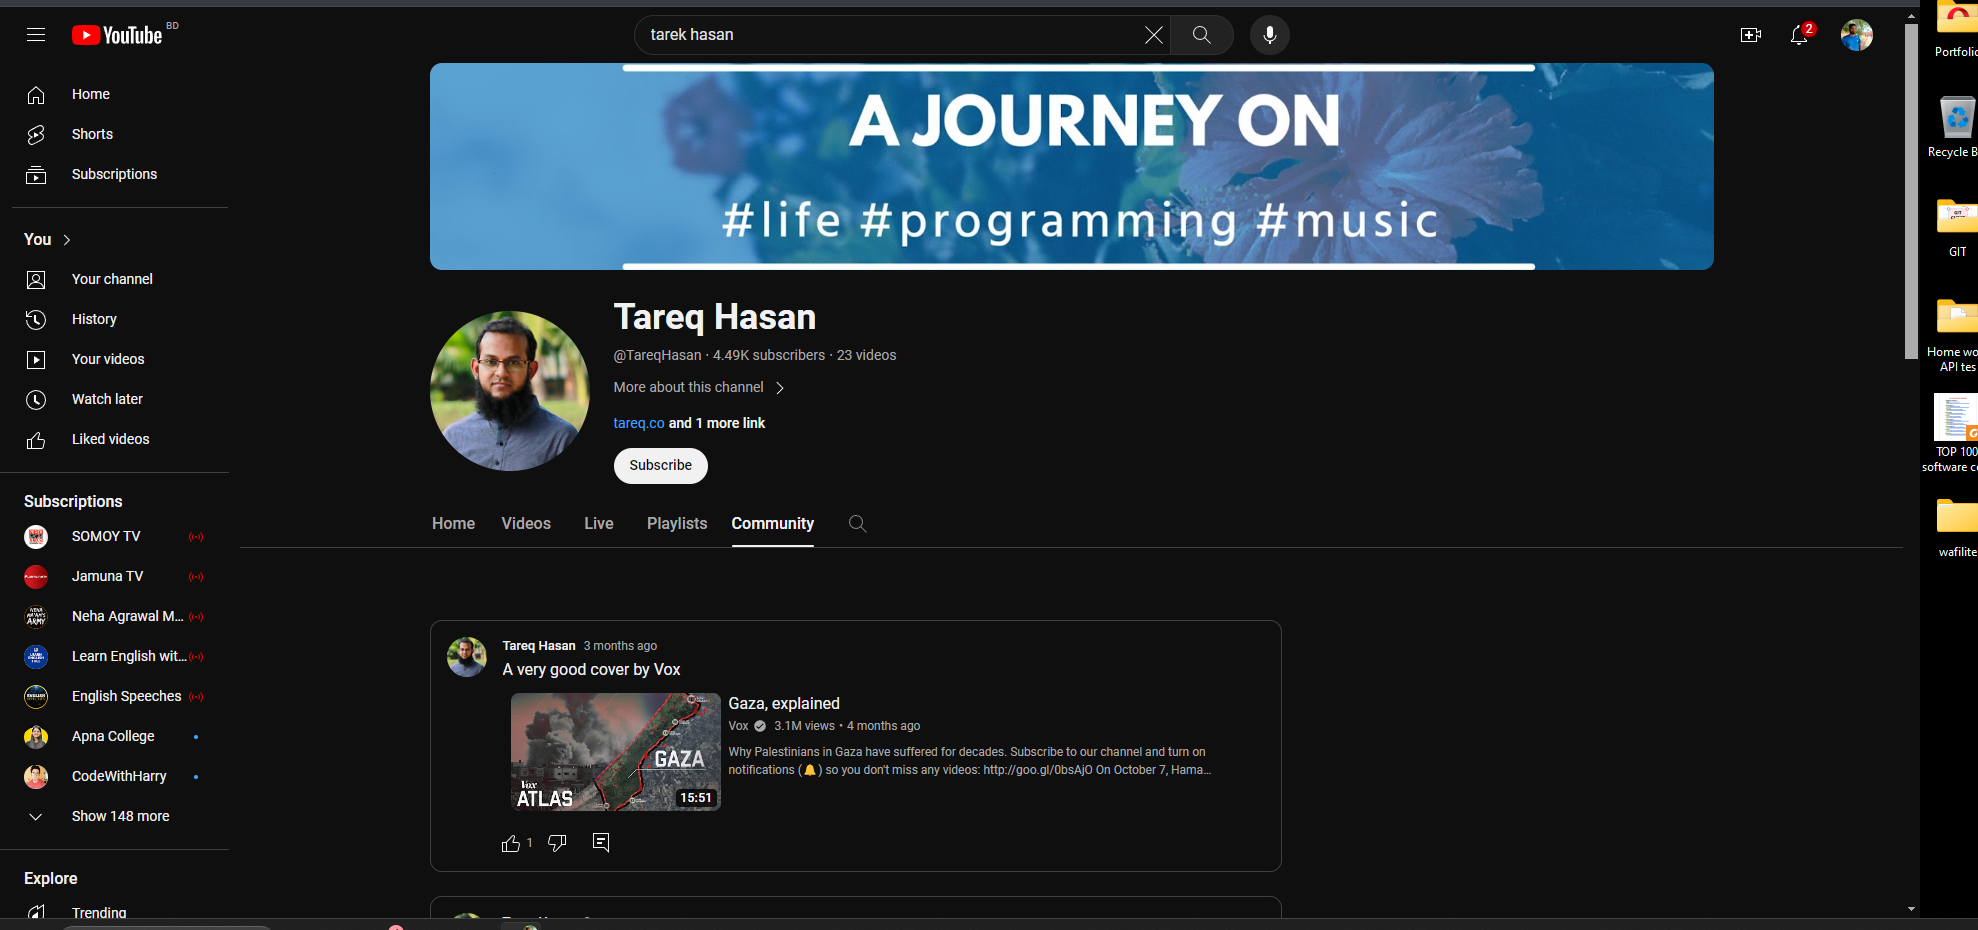 YouTube BD
tarek hasan
2
Home
Shorts
Subscriptions
You
Your channel
History
Your videos
Watch later
Liked videos
Subscriptions
SOMOY TV
Jamuna TV
Neha Agrawal M...
Learn English wit...
English Speeches
Apna College
CodeWithHarry
Show 148 more
Explore
Trending
A JOURNEY ON
#life #programming #music
Tareq Hasan
@TareqHasan · 4.49K subscribers · 23 videos
More about this channel
tareq.co and 1 more link
Subscribe
Home Videos Live Playlists Community
Tareq Hasan 3 months ago
A very good cover by Vox
GAZA
Vox
ATLAS
15:51
Gaza, explained
Vox 3.1M views • 4 months ago
Why Palestinians in Gaza have suffered for decades. Subscribe to our channel and turn on
notifications (🔔) so you don't miss any videos: http://goo.gl/0bsAjO On October 7, Hama...
1
Portfolio
Recycle B
GIT
Home wo
API tes
TOP 100
software co
wafilite